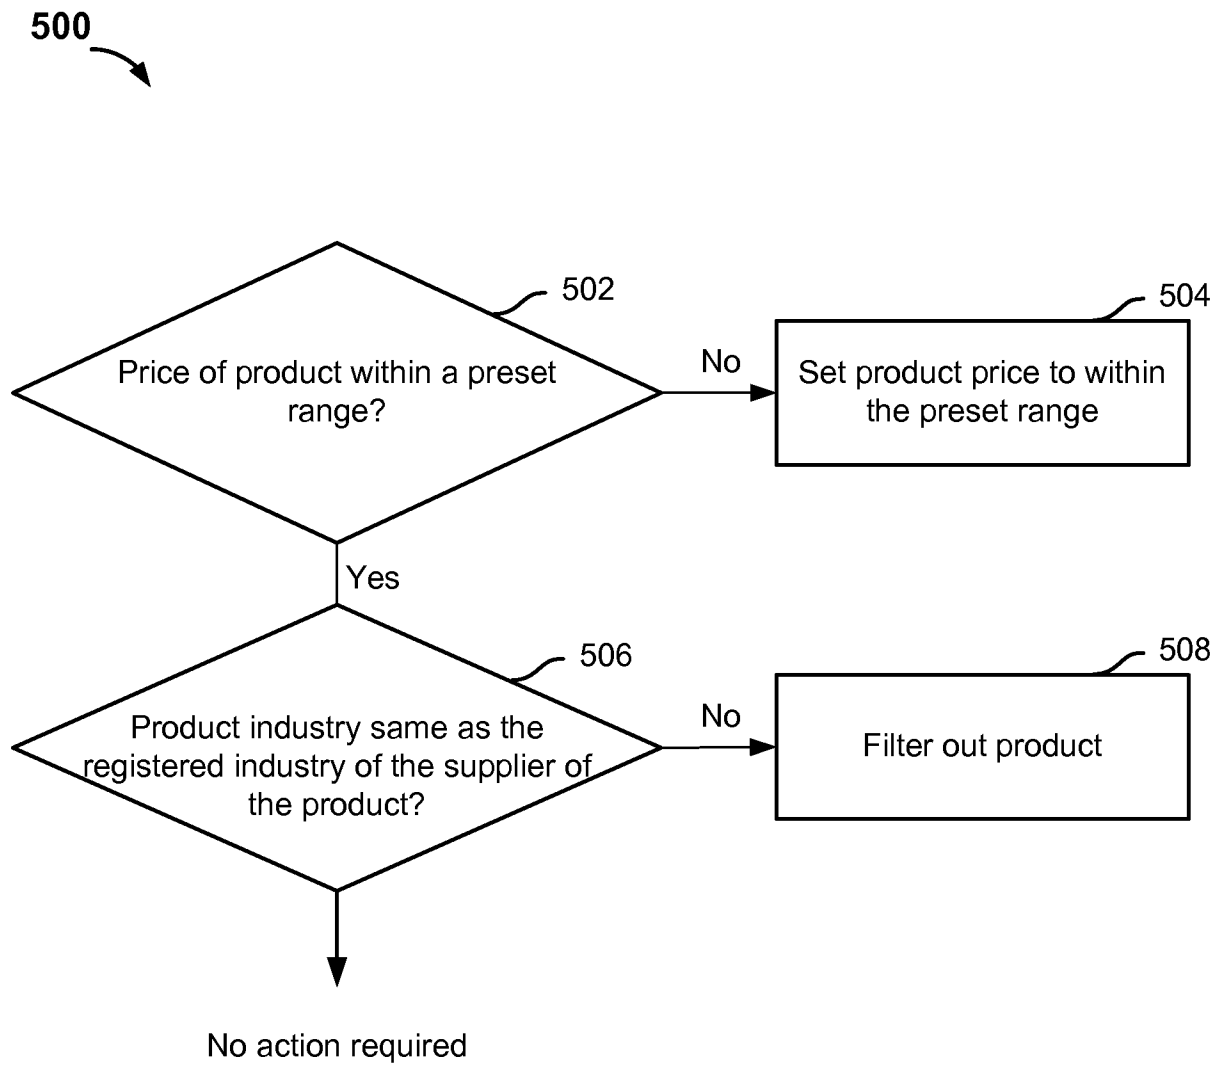 500
502
Price of product within a preset
range?
No
504
Set product price to within
the preset range
Yes
506
Product industry same as the
registered industry of the supplier of
the product?
No
508
Filter out product
No action required